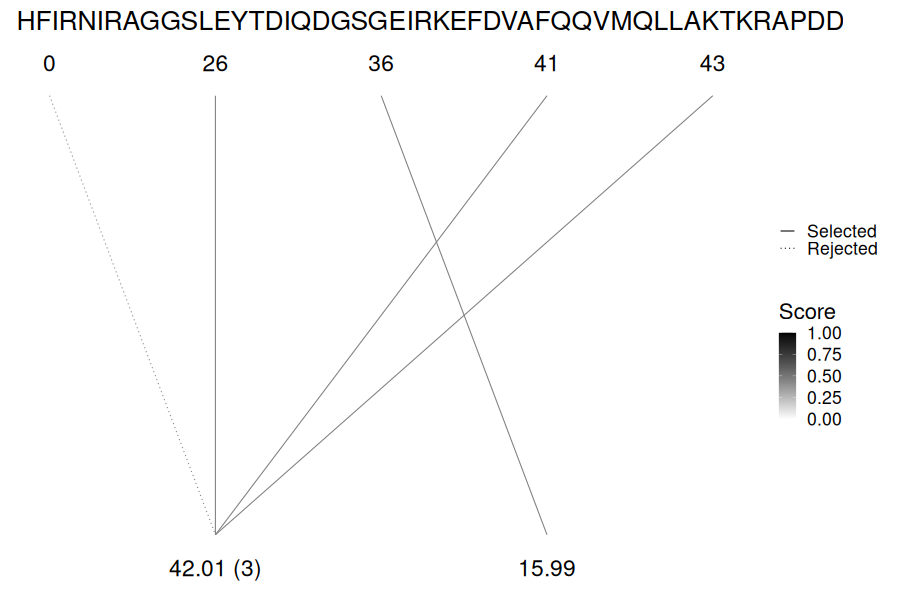 HFIRNIRAGGSLEYTDIQDGSGEIRKEFDVAFQQVMQLLAKTKRAPDD
0 26 36 41 43
Selected
Rejected
Score
1.00
0.75
0.50
0.25
0.00
42.01 (3) 15.99